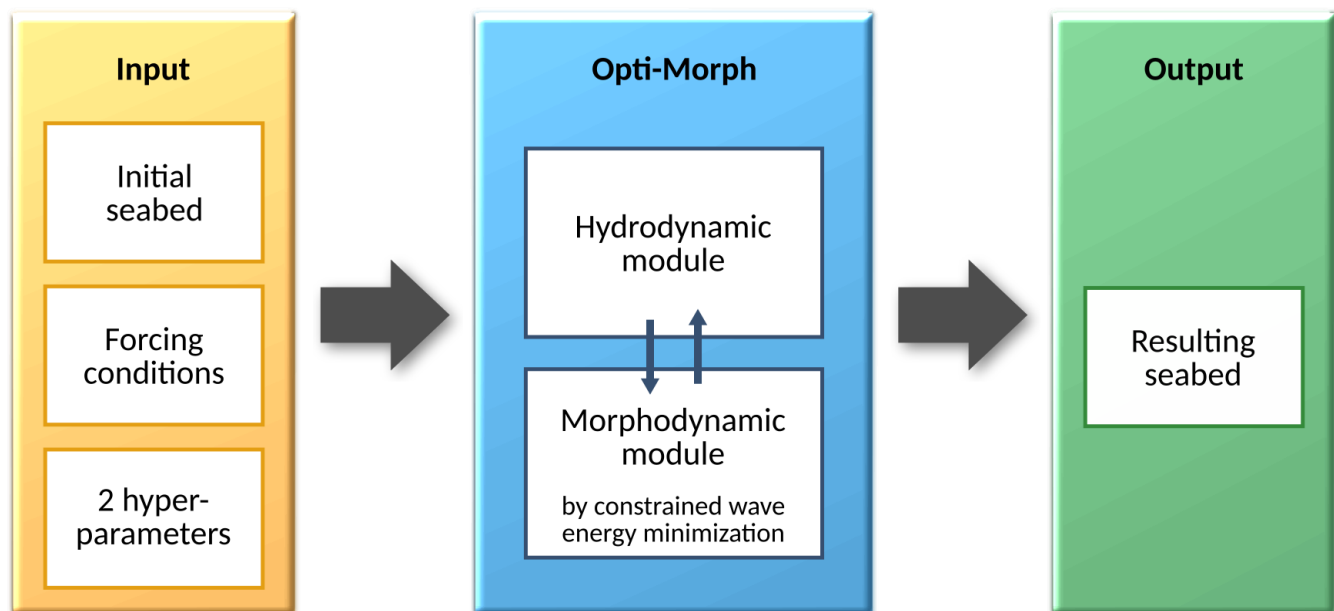 Input
Initial
seabed
Forcing
conditions
2 hyper-
parameters
Opti-Morph
Hydrodynamic
module
Morphodynamic
module
by constrained wave
energy minimization
Output
Resulting
seabed